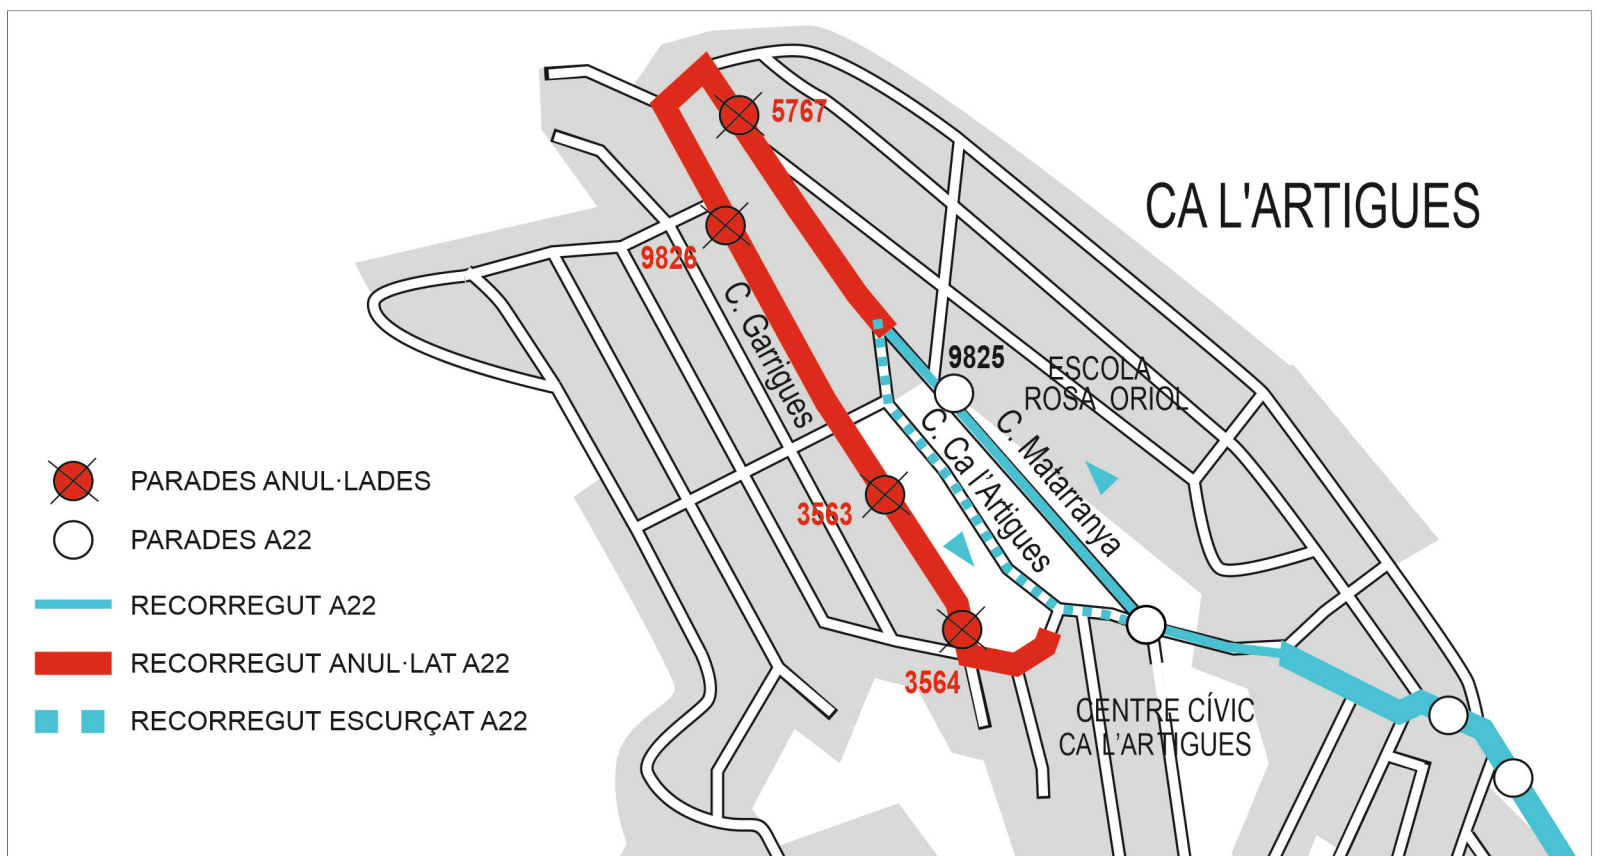 5767
CA L'ARTIGUES
9826
C. Garrigues
9825
ESCOLA
ROSA ORIOL
C. Matarranya
C. Ca l'Artigues
3563
3564
CENTRE CÍVIC
CA L'ARTIGUES
PARADES ANUL·LADES
PARADES A22
RECORREGUT A22
RECORREGUT ANUL·LAT A22
RECORREGUT ESCURÇAT A22